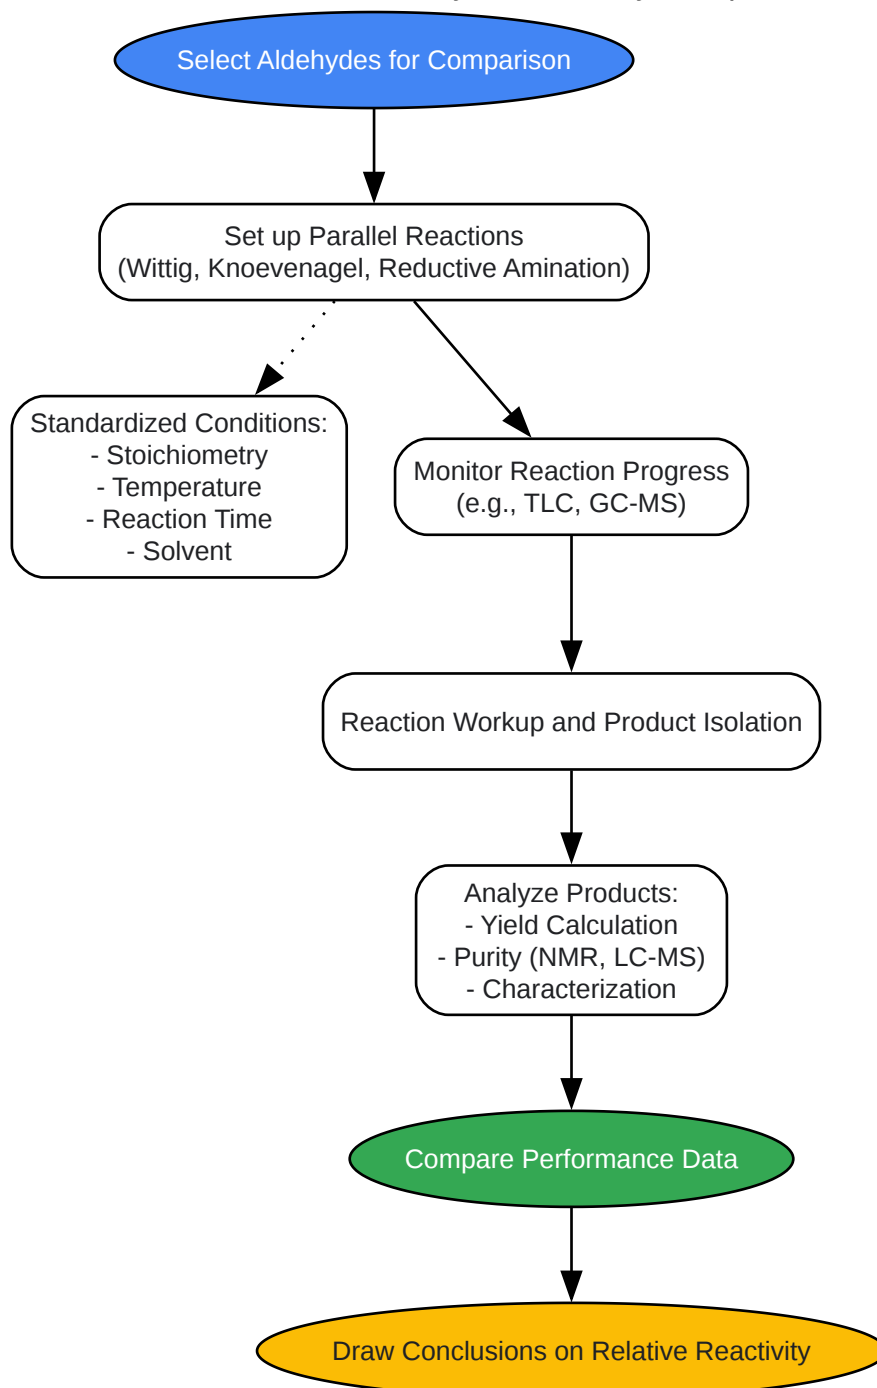 Select Aldehydes for Comparison
Set up Parallel Reactions
(Wittig, Knoevenagel, Reductive Amination)
Standardized Conditions:
- Stoichiometry
- Temperature
- Reaction Time
- Solvent
Monitor Reaction Progress
(e.g., TLC, GC-MS)
Reaction Workup and Product Isolation
Analyze Products:
- Yield Calculation
- Purity (NMR, LC-MS)
- Characterization
Compare Performance Data
Draw Conclusions on Relative Reactivity